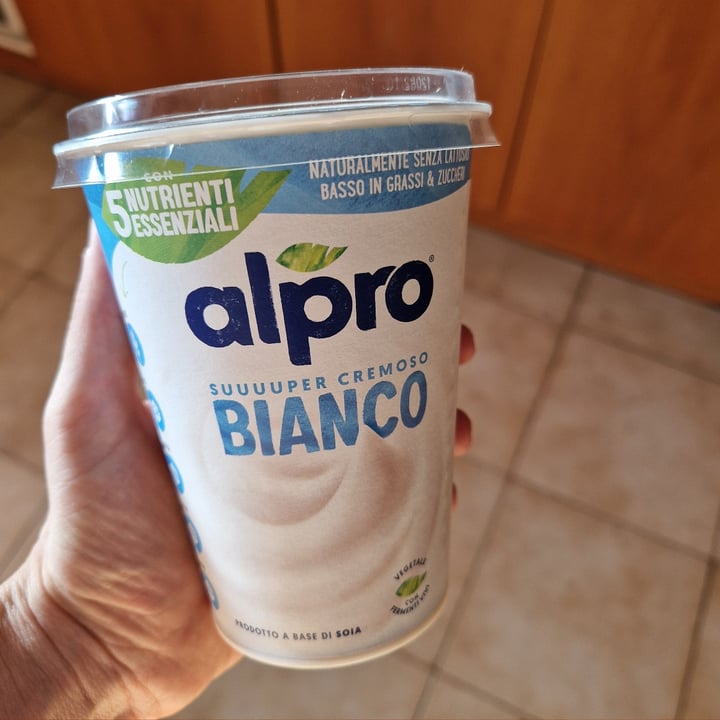 CON
5 NUTRIENTI
ESSENZIALI
NATURALMENTE SENZA LATTOSIO
BASSO IN GRASSI & ZUCCHERI
alpro®
SUUUUPER CREMOSO
BIANCO
VEGETALE
CON
FERMENTI VIVI
PRODOTTO A BASE DI SOIA